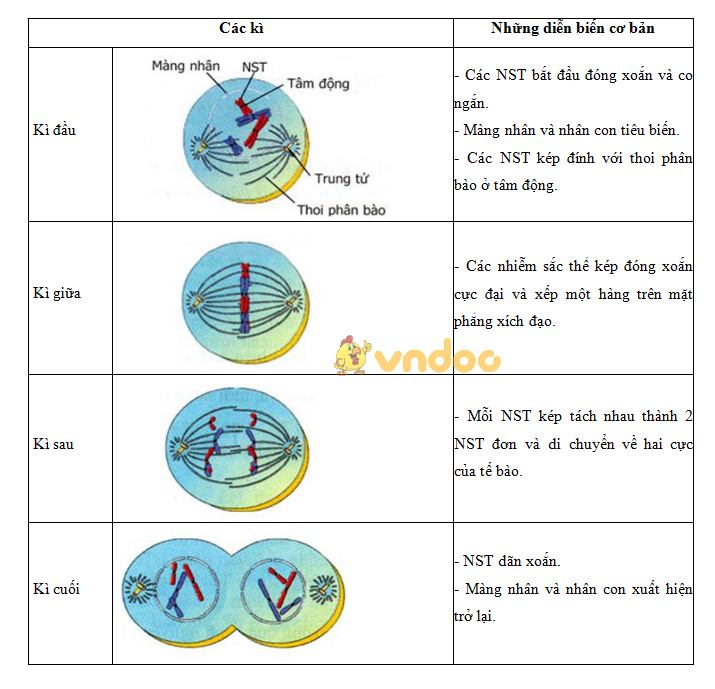 Các kì
Những diễn biến cơ bản
Kì đầu
Màng nhân
NST
Tâm động
Trung tử
Thoi phân bào
- Các NST bắt đầu đóng xoắn và co
ngắn.
- Màng nhân và nhân con tiêu biến.
- Các NST kép đính với thoi phân
bào ở tâm động.
Kì giữa
- Các nhiễm sắc thể kép đóng xoắn
cực đại và xếp một hàng trên mặt
phẳng xích đạo.
vndoc
Kì sau
- Mỗi NST kép tách nhau thành 2
NST đơn và di chuyển về hai cực
của tế bào.
Kì cuối
- NST dãn xoắn.
- Màng nhân và nhân con xuất hiện
trở lại.